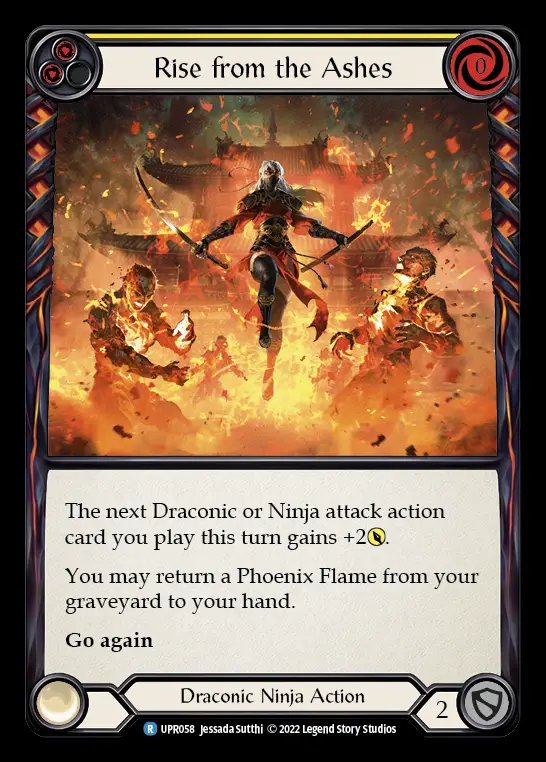 Rise from the Ashes
0
The next Draconic or Ninja attack action
card you play this turn gains +2.
You may return a Phoenix Flame from your
graveyard to your hand.
Go again
Draconic Ninja Action
2
R UPR058 Jessada Sutthi © 2022 Legend Story Studios